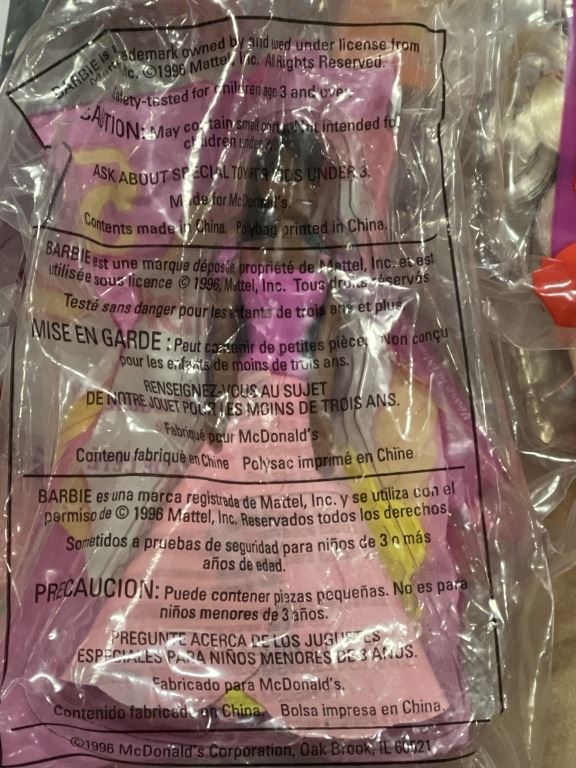 BARBIE is trademark owned by and used under license from
Mattel, Inc. ©1996 Mattel, Inc. All Rights Reserved.
Safety-tested for children age 3 and over.
CAUTION: May contain small parts. Not intended for
children under 3.
ASK ABOUT SPECIAL TOY FOR KIDS UNDER 3.
Made for McDonald's.
Contents made in China. Polybag printed in China.
BARBIE est une marque déposée, propriété de Mattel, Inc. et est
utilisée sous licence © 1996, Mattel, Inc. Tous droits réservés
Testé sans danger pour les enfants de trois ans et plus.
MISE EN GARDE : Peut contenir de petites pièces. Non conçu
pour les enfants de moins de trois ans.
RENSEIGNEZ-VOUS AU SUJET
DE NOTRE JOUET POUR LES MOINS DE TROIS ANS.
Fabriqué pour McDonald's
Contenu fabriqué en Chine Polysac imprimé en Chine
BARBIE es una marca registrada de Mattel, Inc. y se utiliza con el
permiso de © 1996 Mattel, Inc. Reservados todos los derechos.
Sometidos a pruebas de seguridad para niños de 3 o más
años de edad.
PRECAUCION: Puede contener piezas pequeñas. No es para
niños menores de 3 años.
PREGUNTE ACERCA DE LOS JUGUETES
ESPECIALES PARA NIÑOS MENORES DE 3 ANOS.
Fabricado para McDonald's.
Contenido fabricado en China. Bolsa impresa en China.
©1996 McDonald's Corporation, Oak Brook, IL 60521